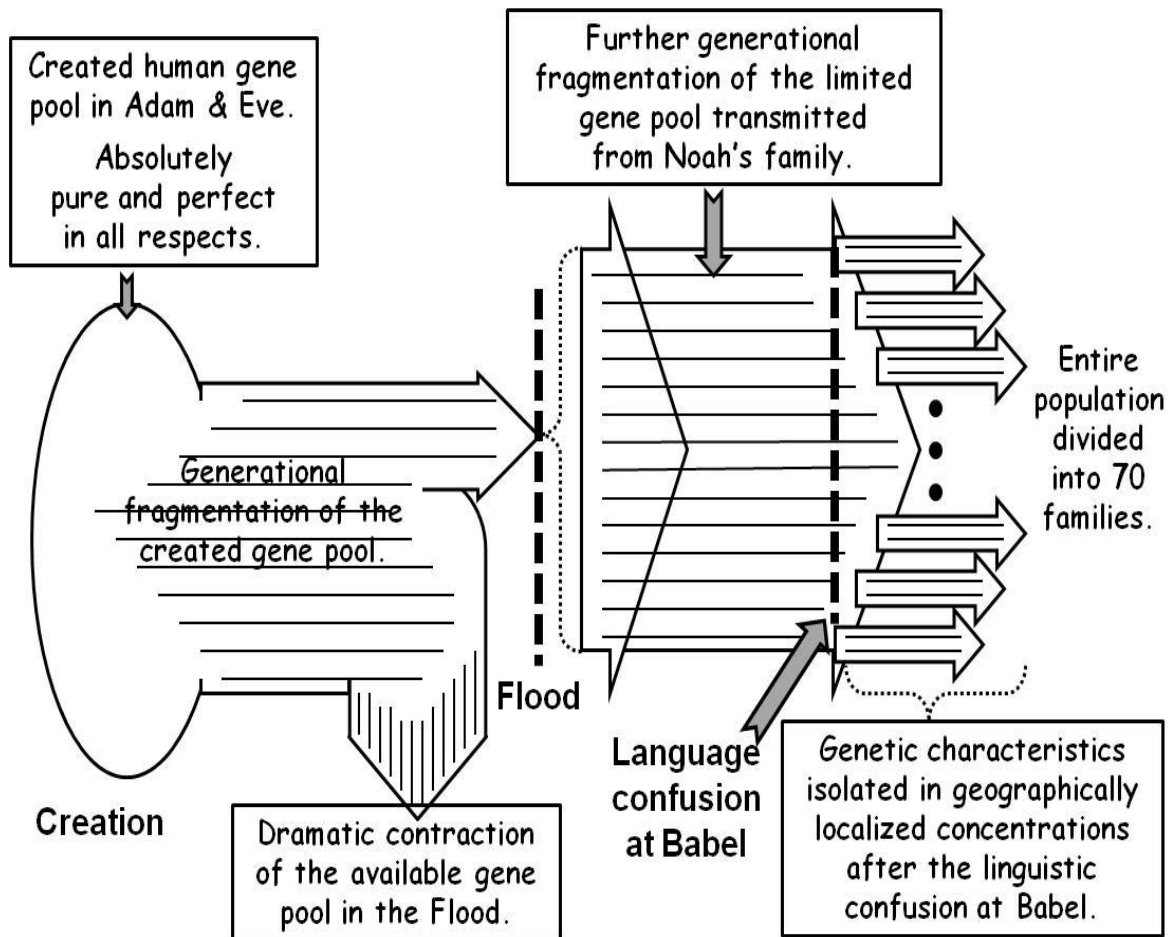 Created human gene
pool in Adam & Eve.
Absolutely
pure and perfect
in all respects.
Further generational
fragmentation of the limited
gene pool transmitted
from Noah's family.
Generational
fragmentation of the
created gene pool.
Entire
population
divided
into 70
families.
Creation
Flood
Dramatic contraction
of the available gene
pool in the Flood.
Language
confusion
at Babel
Genetic characteristics
isolated in geographically
localized concentrations
after the linguistic
confusion at Babel.